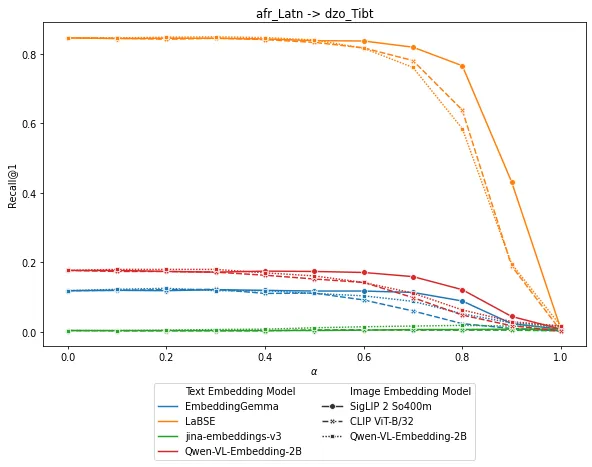 afr_Latn -> dzo_Tibt
Recall@1
0.8
0.6
0.4
0.2
0.0
0.0 0.2 0.4 0.6 0.8 1.0
α
Text Embedding Model Image Embedding Model
EmbeddingGemma SigLIP 2 So400m
LaBSE CLIP ViT-B/32
jina-embeddings-v3 Qwen-VL-Embedding-2B
Qwen-VL-Embedding-2B